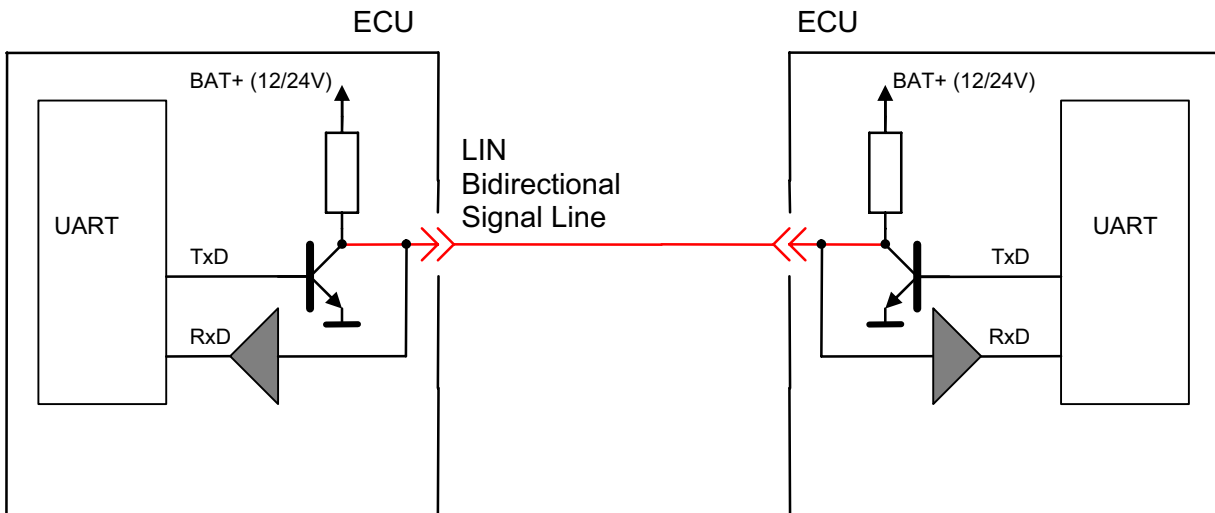 ECU
ECU
BAT+ (12/24V)
BAT+ (12/24V)
LIN
Bidirectional
Signal Line
UART
UART
TxD
TxD
RxD
RxD